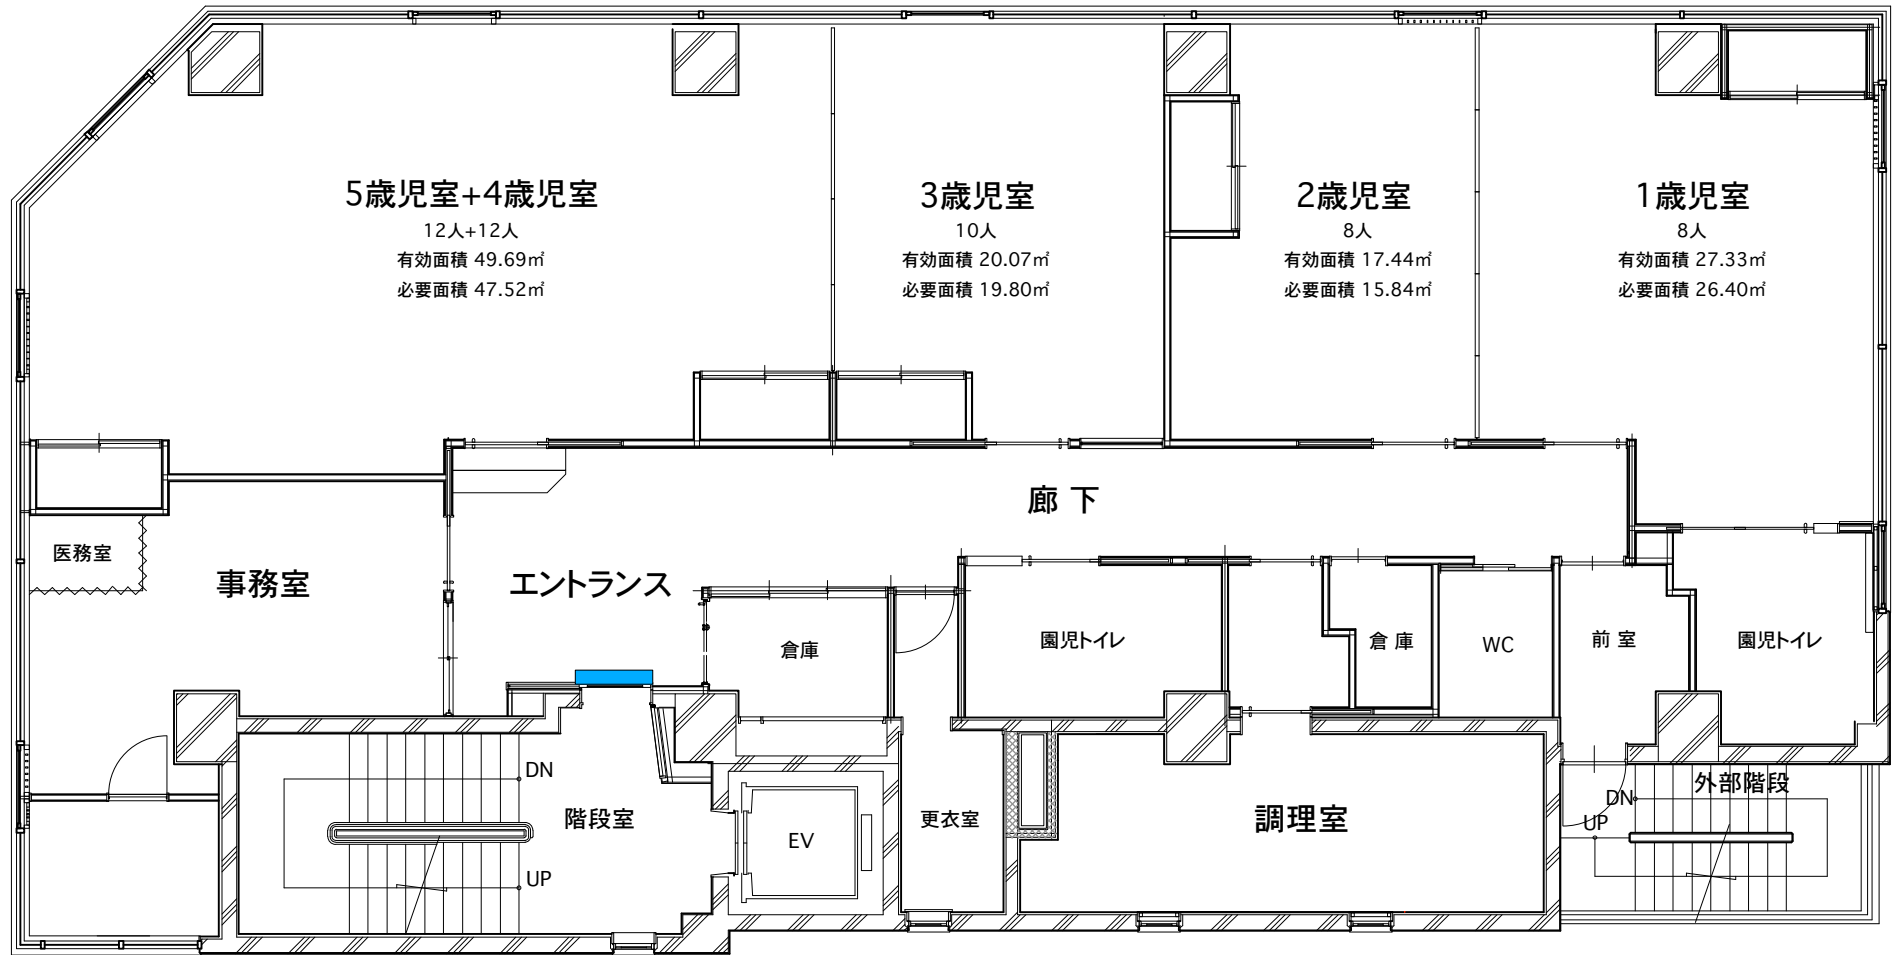 5歳児室+4歳児室
12人+12人
有効面積 49.69㎡
必要面積 47.52㎡
3歳児室
10人
有効面積 20.07㎡
必要面積 19.80㎡
2歳児室
8人
有効面積 17.44㎡
必要面積 15.84㎡
1歳児室
8人
有効面積 27.33㎡
必要面積 26.40㎡
廊 下
医務室
事務室
エントランス
倉庫
園児トイレ
倉 庫
WC
前 室
園児トイレ
DN
階段室
UP
EV
更衣室
調理室
外部階段
DN
UP